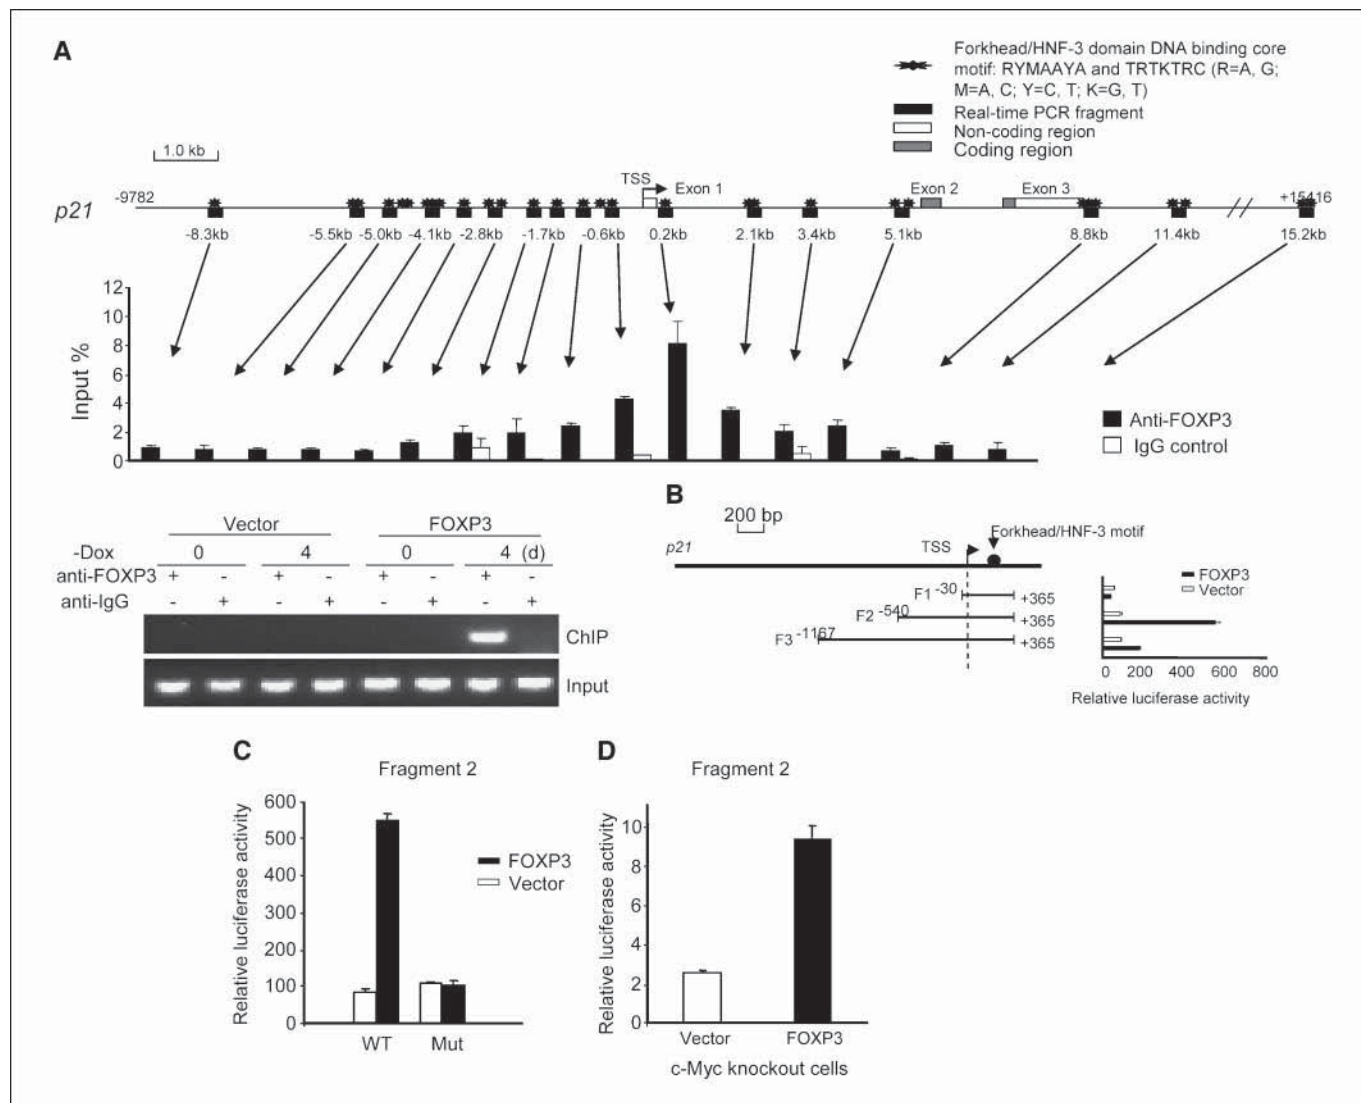 A
Forkhead/HNF-3 domain DNA binding core
motif: RYMAAYA and TRTKTRC (R=A, G;
M=A, C; Y=C, T; K=G, T)
Real-time PCR fragment
Non-coding region
Coding region
1.0 kb
TSS
-9782
Exon 1
Exon 2
Exon 3
+15416
p21
-8.3kb
-5.5kb
-5.0kb
-4.1kb
-2.8kb
-1.7kb
-0.6kb
0.2kb
2.1kb
3.4kb
5.1kb
8.8kb
11.4kb
15.2kb
Input %
12
10
8
6
4
2
0
Anti-FOXP3
IgG control
Vector
FOXP3
-Dox
0
4
0
4
(d)
anti-FOXP3
+ - + - + - + -
anti-IgG
- + - + - + - +
ChIP
Input
B
200 bp
Forkhead/HNF-3 motif
p21
TSS
F1
-30
+365
F2
-540
+365
F3
-1167
+365
FOXP3
Vector
0 200 400 600 800
Relative luciferase activity
C
Fragment 2
Relative luciferase activity
600
500
400
300
200
100
0
FOXP3
Vector
WT
Mut
D
Fragment 2
Relative luciferase activity
10
8
6
4
2
0
Vector
FOXP3
c-Myc knockout cells